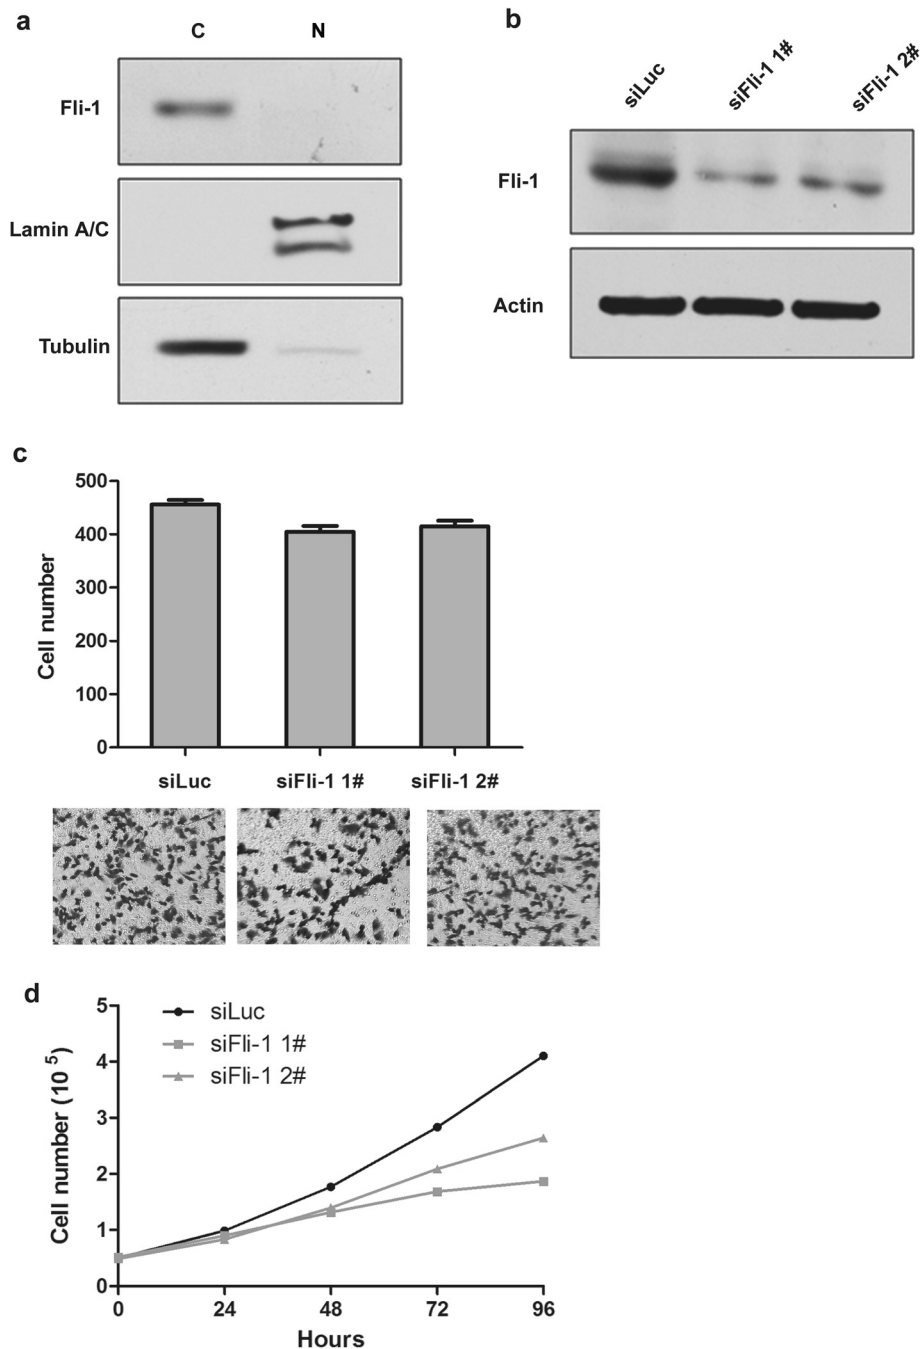 a
C N
Fli-1
Lamin A/C
Tubulin
b
siLuc siFli-1 1# siFli-1 2#
Fli-1
Actin
c
Cell number
500
400
300
200
100
0
siLuc siFli-1 1# siFli-1 2#
d
Cell number (10 5)
5
4
3
2
1
0
siLuc
siFli-1 1#
siFli-1 2#
0 24 48 72 96
Hours